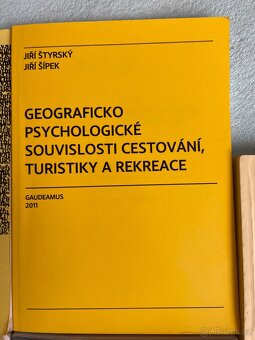 JIŘÍ ŠTYRSKÝ
JIŘÍ ŠÍPEK
GEOGRAFICKO
PSYCHOLOGICKÉ
SOUVISLOSTI CESTOVÁNÍ,
TURISTIKY A REKREACE
GAUDEAMUS
2011